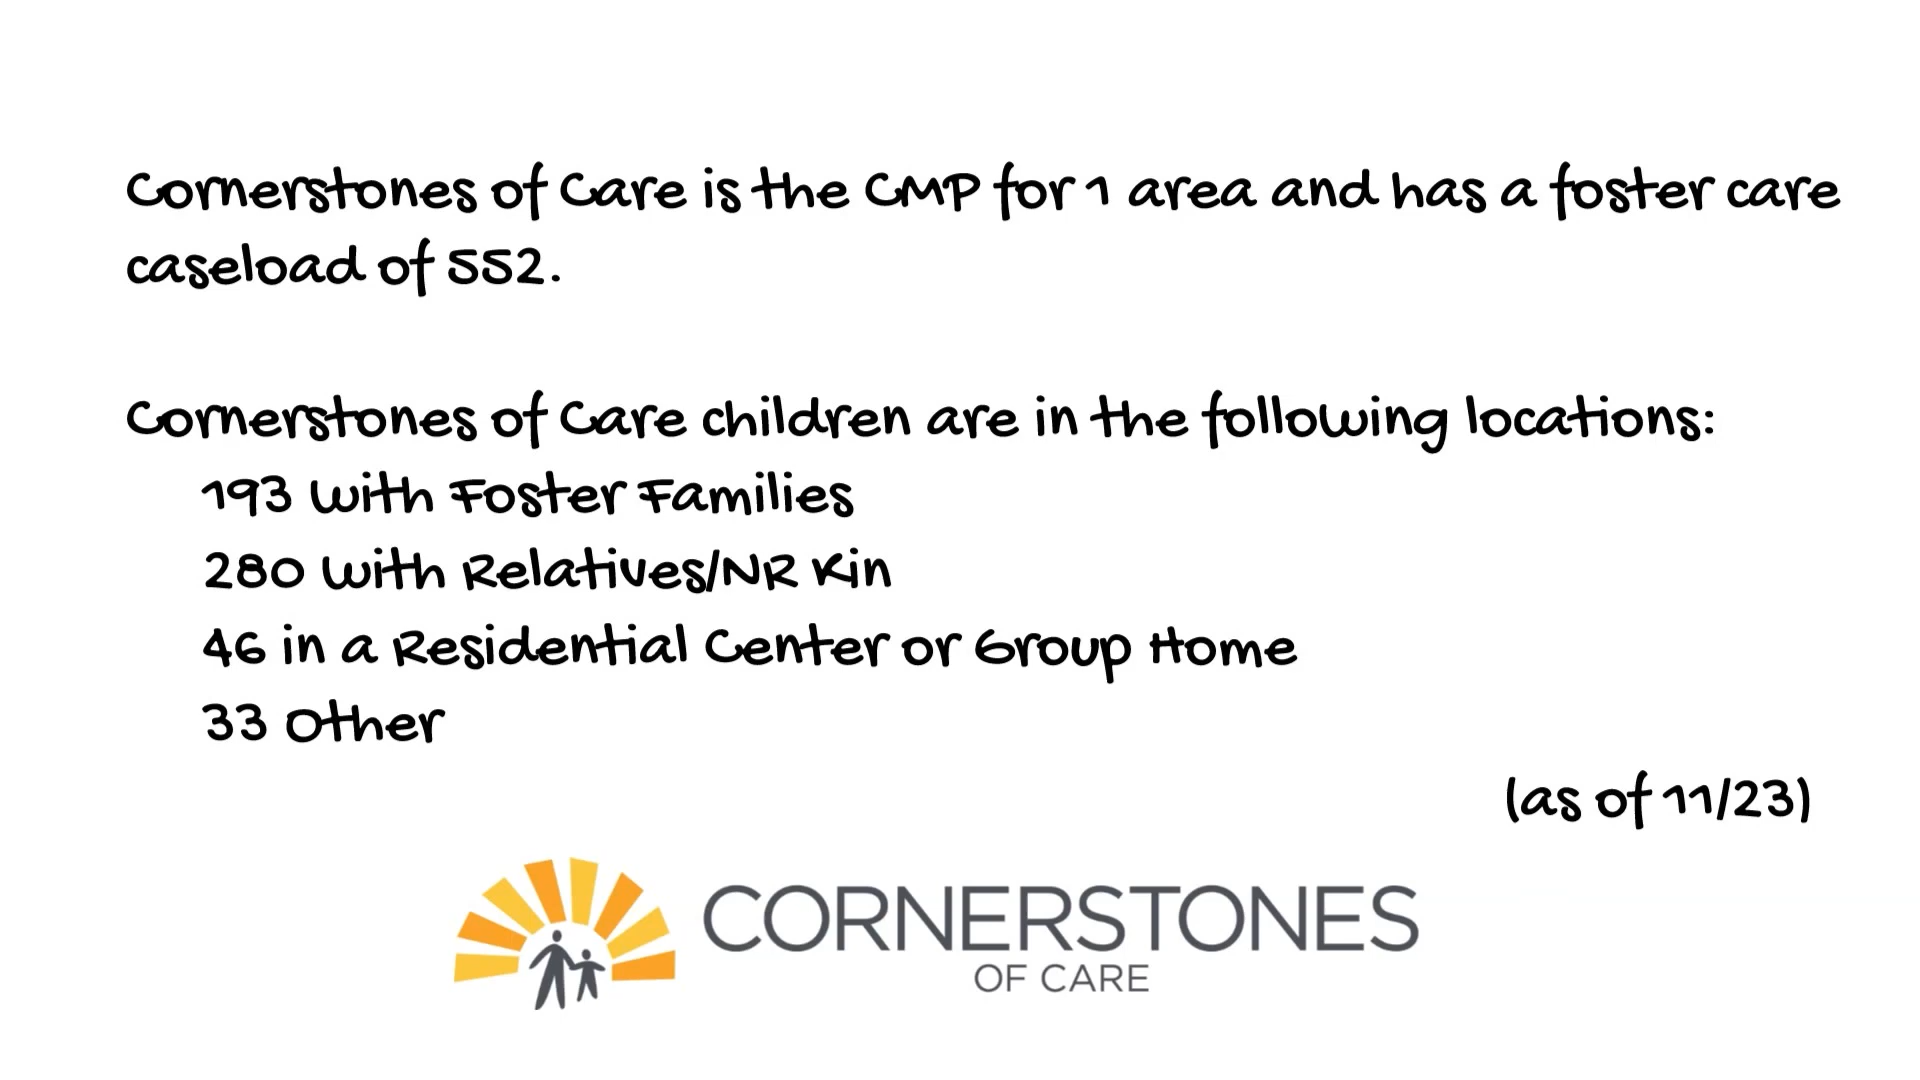 Cornerstones of Care is the CMP for 1 area and has a foster care
caseload of 552.
Cornerstones of Care children are in the following locations:
193 with Foster Families
280 with Relatives/NR Kin
46 in a Residential Center or Group Home
33 Other
(as of 11/23)
CORNERSTONES
OF CARE